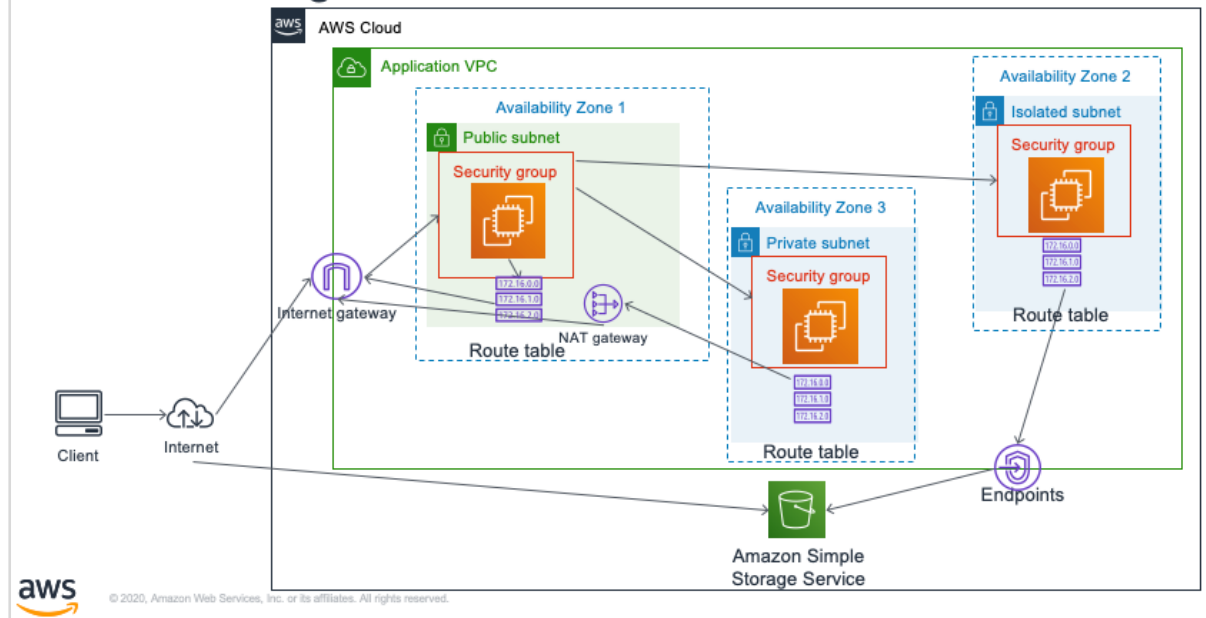 aws
AWS Cloud
Application VPC
Availability Zone 1
Public subnet
Security group
172.16.0.0
172.16.1.0
172.16.2.0
Route table
NAT gateway
Internet gateway
Availability Zone 2
Isolated subnet
Security group
172.16.0.0
172.16.1.0
172.16.2.0
Route table
Availability Zone 3
Private subnet
Security group
172.16.0.0
172.16.1.0
172.16.2.0
Route table
Client
Internet
Endpoints
Amazon Simple
Storage Service
aws
© 2020, Amazon Web Services, Inc. or its affiliates. All rights reserved.